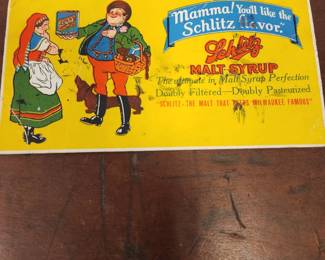 Mamma! You'll like the
Schlitz flavor.
Schlitz
MALT SYRUP
The ultimate in Malt Syrup Perfection
Doubly Filtered—Doubly Pasteurized
"SCHLITZ-THE MALT THAT MAKES MILWAUKEE FAMOUS"